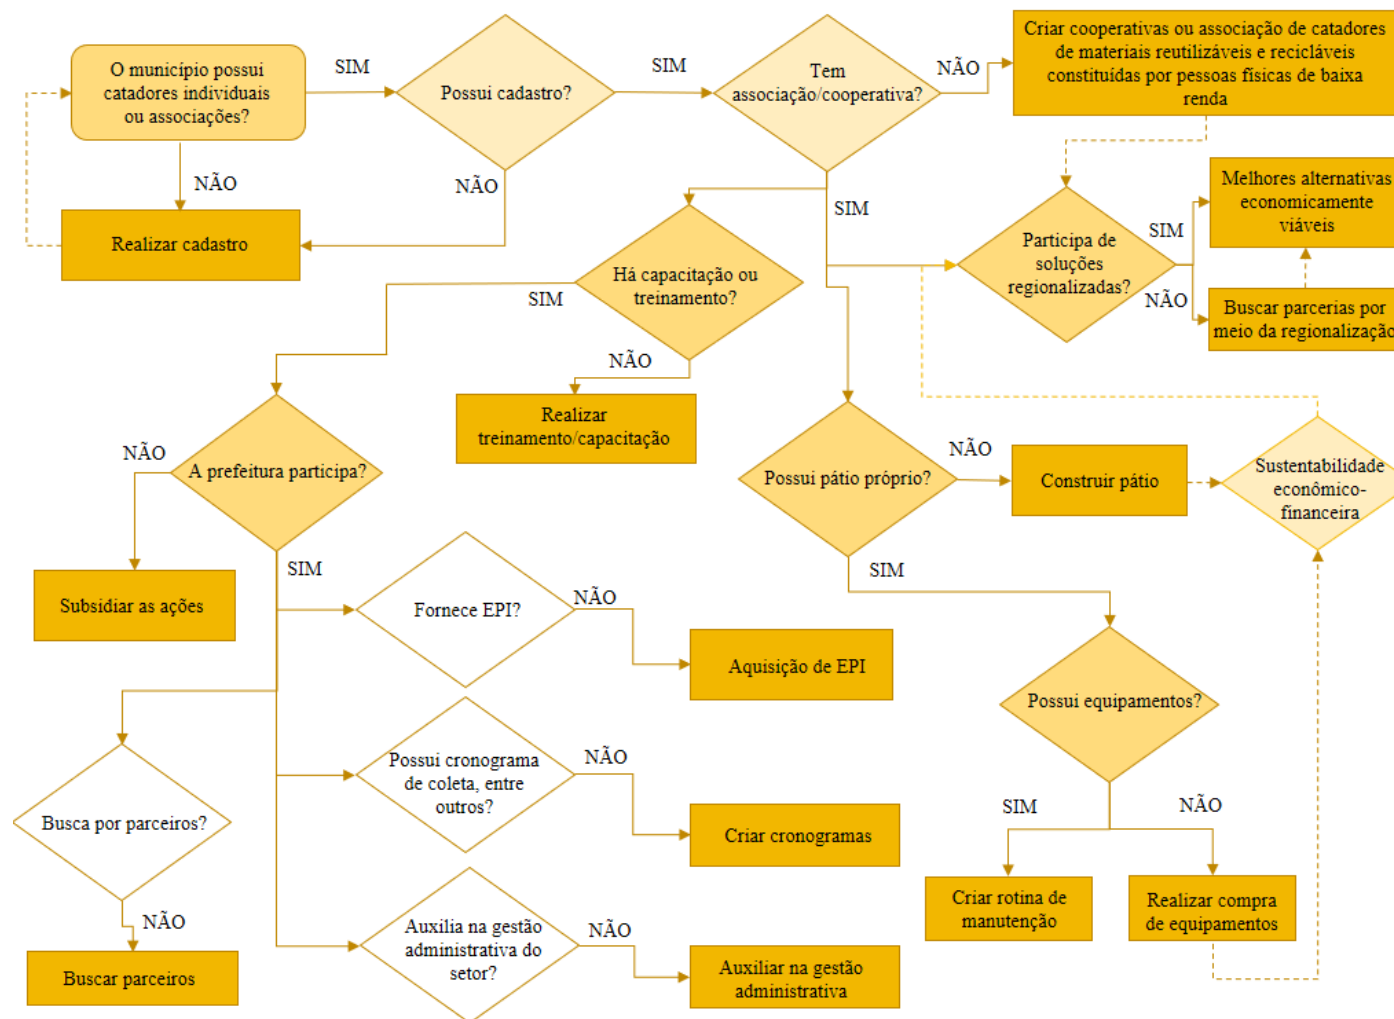 O município possui
catadores individuais
ou associações?
SIM
Possui cadastro?
SIM
Tem
associação/cooperativa?
NÃO
Criar cooperativas ou associação de catadores
de materiais reutilizáveis e recicláveis
constituídas por pessoas físicas de baixa
renda
NÃO
NÃO
SIM
Realizar cadastro
Há capacitação ou
treinamento?
SIM
NÃO
Participa de
soluções
regionalizadas?
SIM
NÃO
Melhores alternativas
economicamente
viáveis
Buscar parcerias por
meio da regionalização
Realizar
treinamento/capacitação
A prefeitura participa?
NÃO
SIM
Subsidiar as ações
Possui pátio próprio?
NÃO
Construir pátio
Sustentabilidade
econômico-
financeira
SIM
Fornece EPI?
NÃO
Aquisição de EPI
Possui equipamentos?
SIM
NÃO
Busca por parceiros?
NÃO
Buscar parceiros
Possui cronograma
de coleta, entre
outros?
NÃO
Criar cronogramas
Criar rotina de
manutenção
Realizar compra
de equipamentos
Auxilia na gestão
administrativa do
setor?
NÃO
Auxiliar na gestão
administrativa